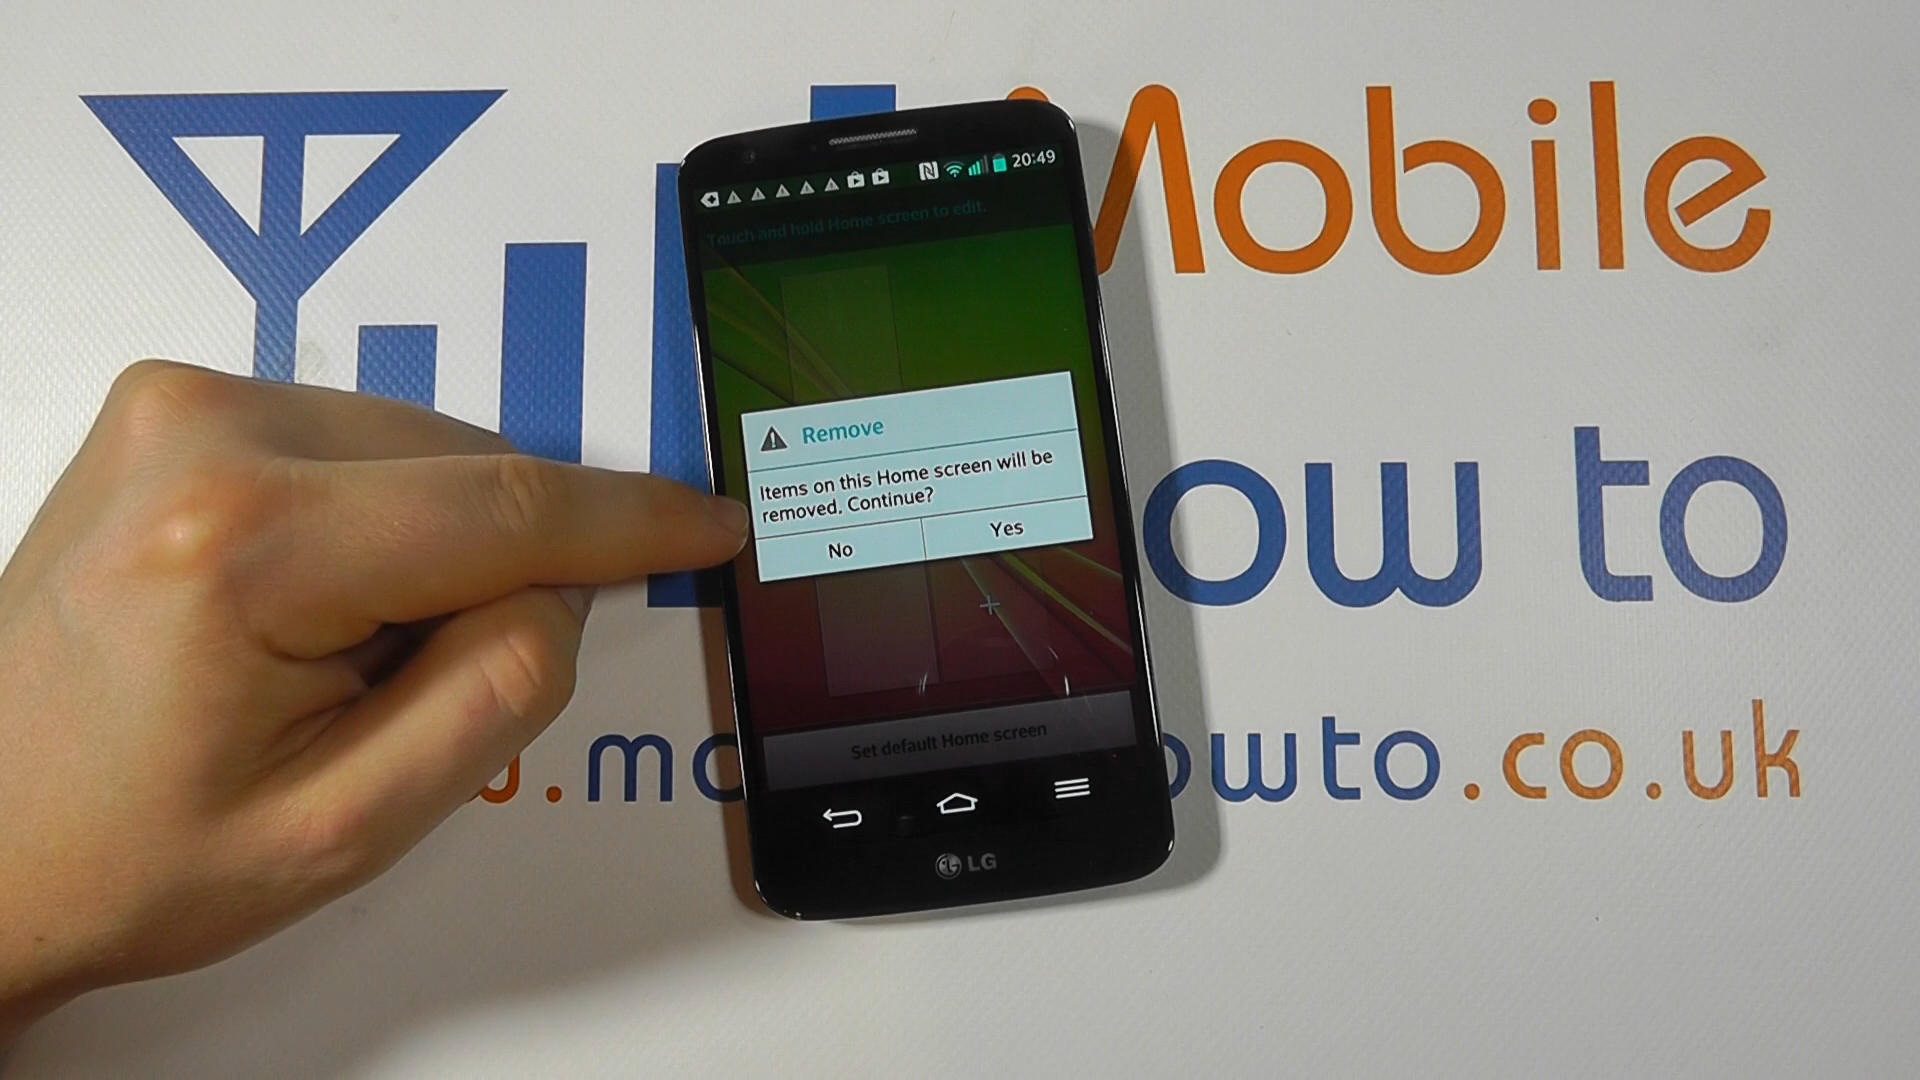 Mobile
ow to
w.mo owto.co.uk
20:49
Touch and hold Home screen to edit.
Remove
Items on this Home screen will be
removed. Continue?
No Yes
Set default Home screen
LG